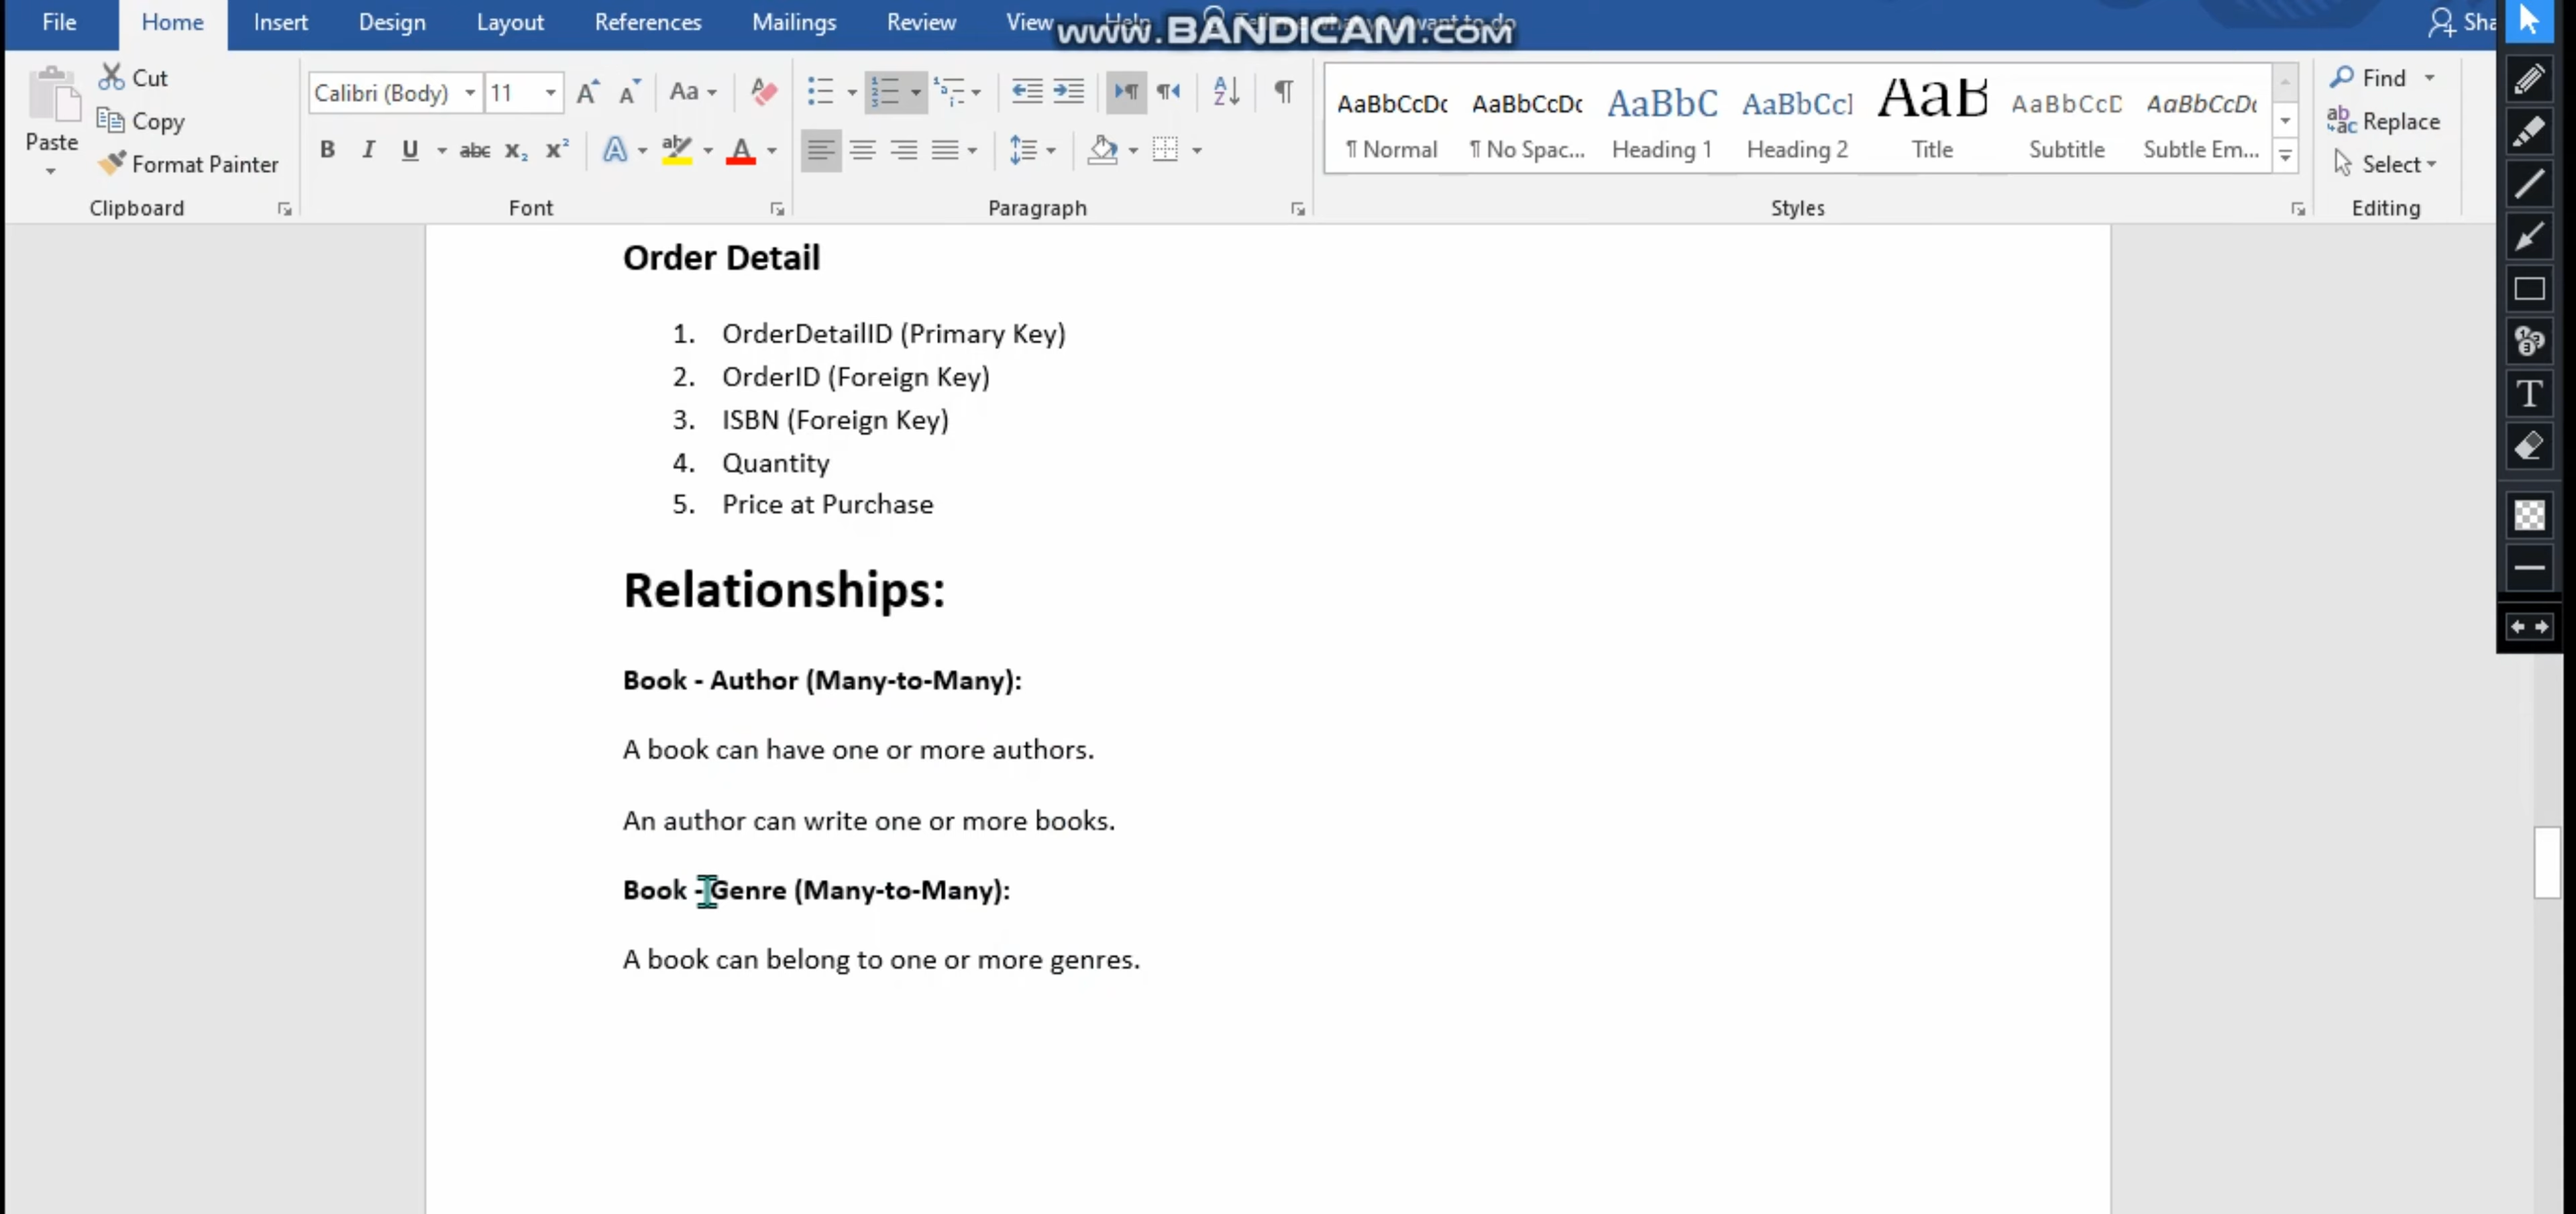 File Home Insert Design Layout References Mailings Review View Help
www.BANDICAM.com
Cut
Copy
Paste
Format Painter
Clipboard
Calibri (Body) 11
Aa
B I U abc x₂ x²
Font
Paragraph
AaBbCcDc AaBbCcDc AaBbC AaBbCcl AaB AaBbCcD AaBbCcDc
¶ Normal ¶ No Spac... Heading 1 Heading 2 Title Subtitle Subtle Em...
Styles
Find
Replace
Select
Editing
Order Detail
1. OrderDetailID (Primary Key)
2. OrderID (Foreign Key)
3. ISBN (Foreign Key)
4. Quantity
5. Price at Purchase
Relationships:
Book - Author (Many-to-Many):
A book can have one or more authors.
An author can write one or more books.
Book - Genre (Many-to-Many):
A book can belong to one or more genres.